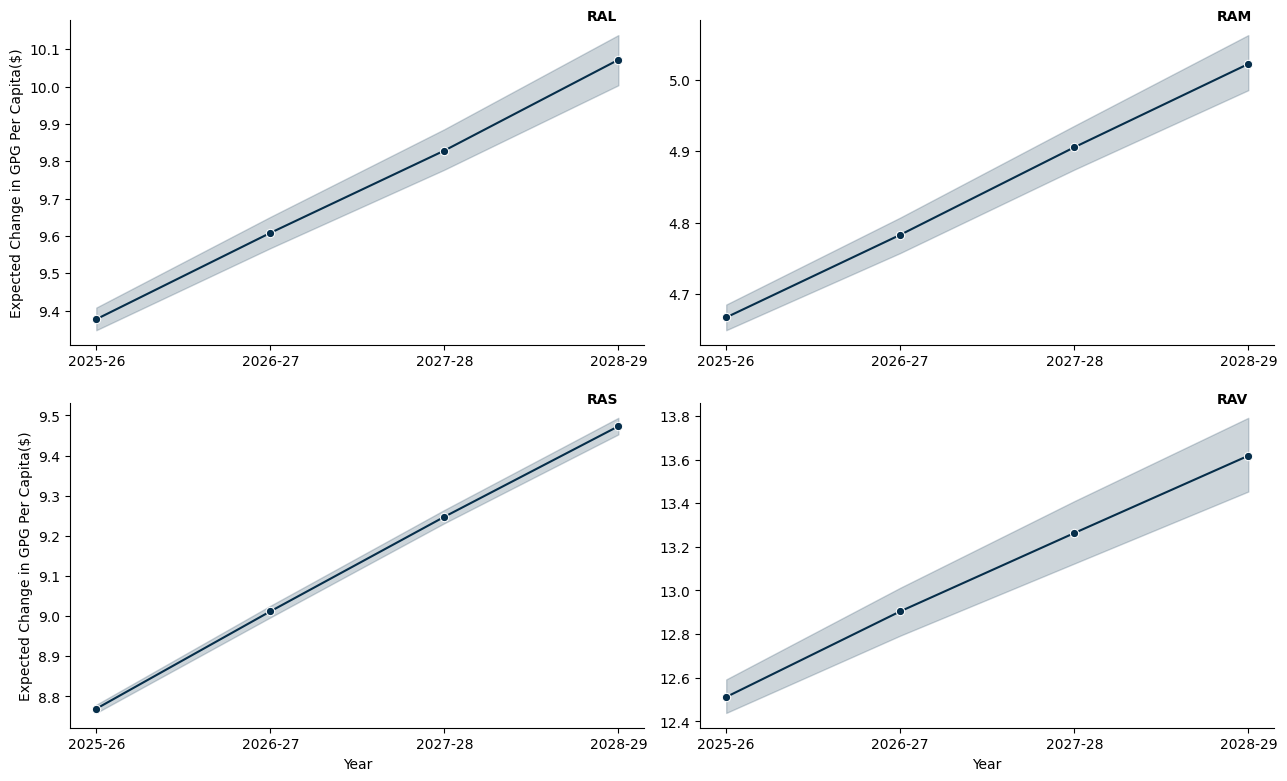 RAL
Expected Change in GPG Per Capita($)
10.1
10.0
9.9
9.8
9.7
9.6
9.5
9.4
2025-26 2026-27 2027-28 2028-29
RAM
5.0
4.9
4.8
4.7
2025-26 2026-27 2027-28 2028-29
RAS
Expected Change in GPG Per Capita($)
9.5
9.4
9.3
9.2
9.1
9.0
8.9
8.8
2025-26 2026-27 2027-28 2028-29
Year
RAV
13.8
13.6
13.4
13.2
13.0
12.8
12.6
12.4
2025-26 2026-27 2027-28 2028-29
Year